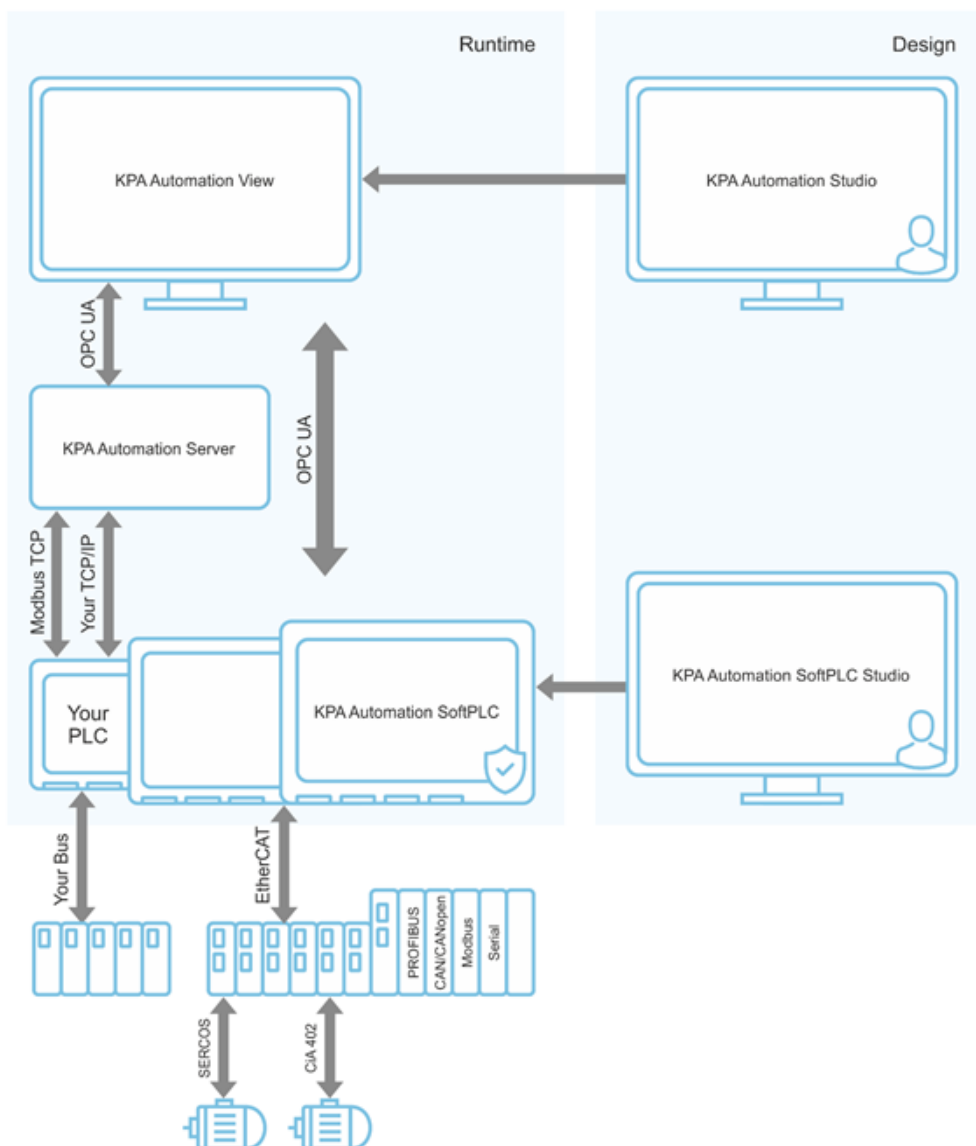 Runtime
Design
KPA Automation View
KPA Automation Studio
OPC UA
OPC UA
KPA Automation Server
Modbus TCP
Your TCP/IP
Your
PLC
KPA Automation SoftPLC
KPA Automation SoftPLC Studio
Your Bus
EtherCAT
PROFIBUS
CAN/CANopen
Modbus
Serial
SERCOS
CiA 402